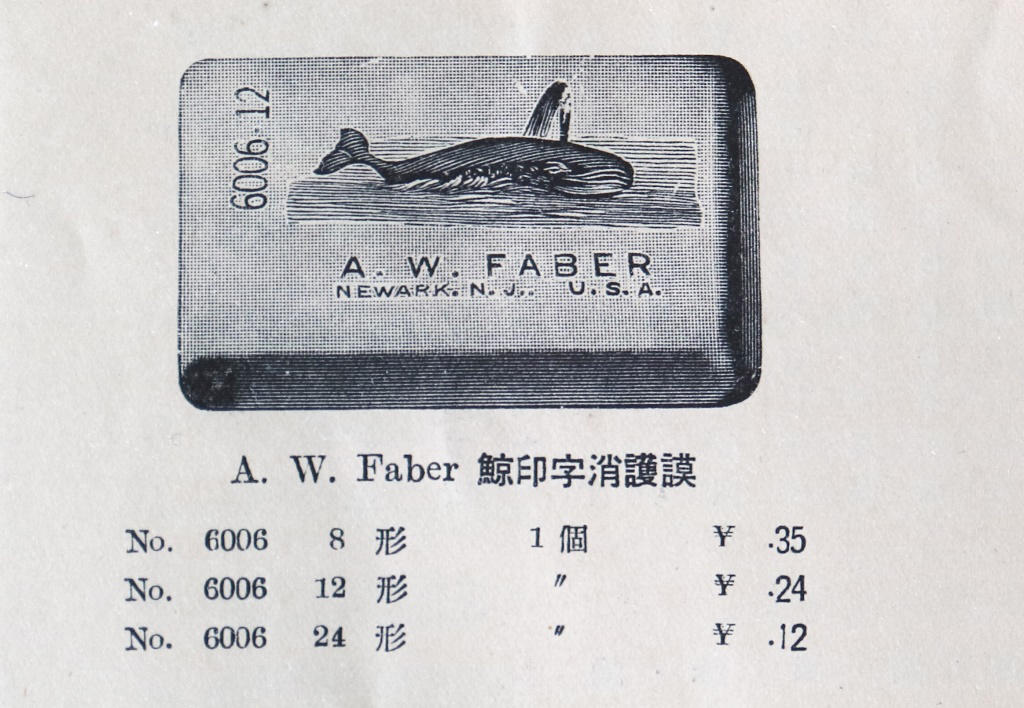 6006·12
A. W. FABER
NEWARK. N. J. U. S. A.
A. W. Faber 鯨印字消護謨
No. 6006 8 形 1 個 ¥ .35
No. 6006 12 形 〃 ¥ .24
No. 6006 24 形 〃 ¥ .12